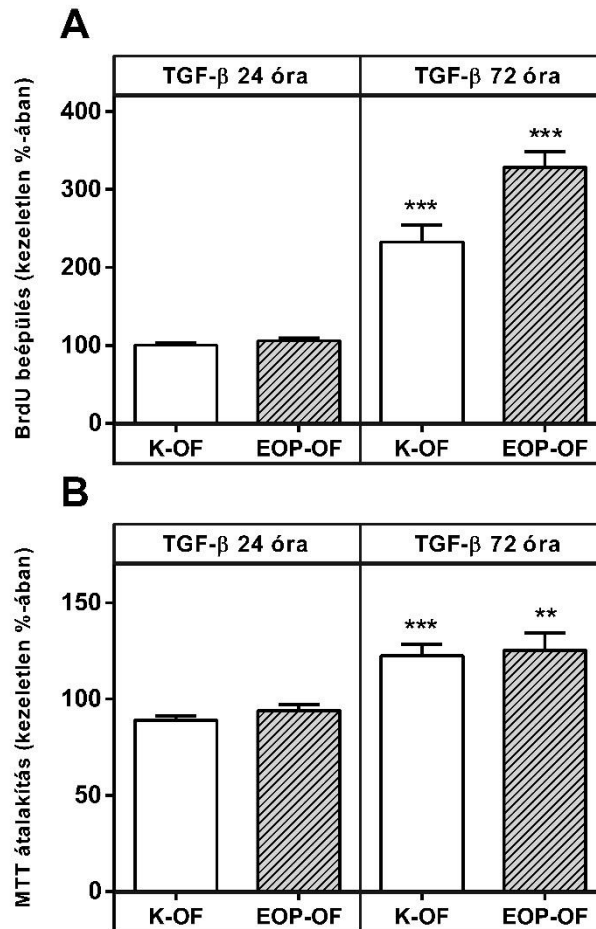 A
TGF-β 24 óra TGF-β 72 óra
BrdU beépülés (kezeletlen %-ában)
400
300
200
100
0
***
***
K-OF EOP-OF K-OF EOP-OF
B
TGF-β 24 óra TGF-β 72 óra
MTT átalakítás (kezeletlen %-ában)
150
100
50
0
***
**
K-OF EOP-OF K-OF EOP-OF